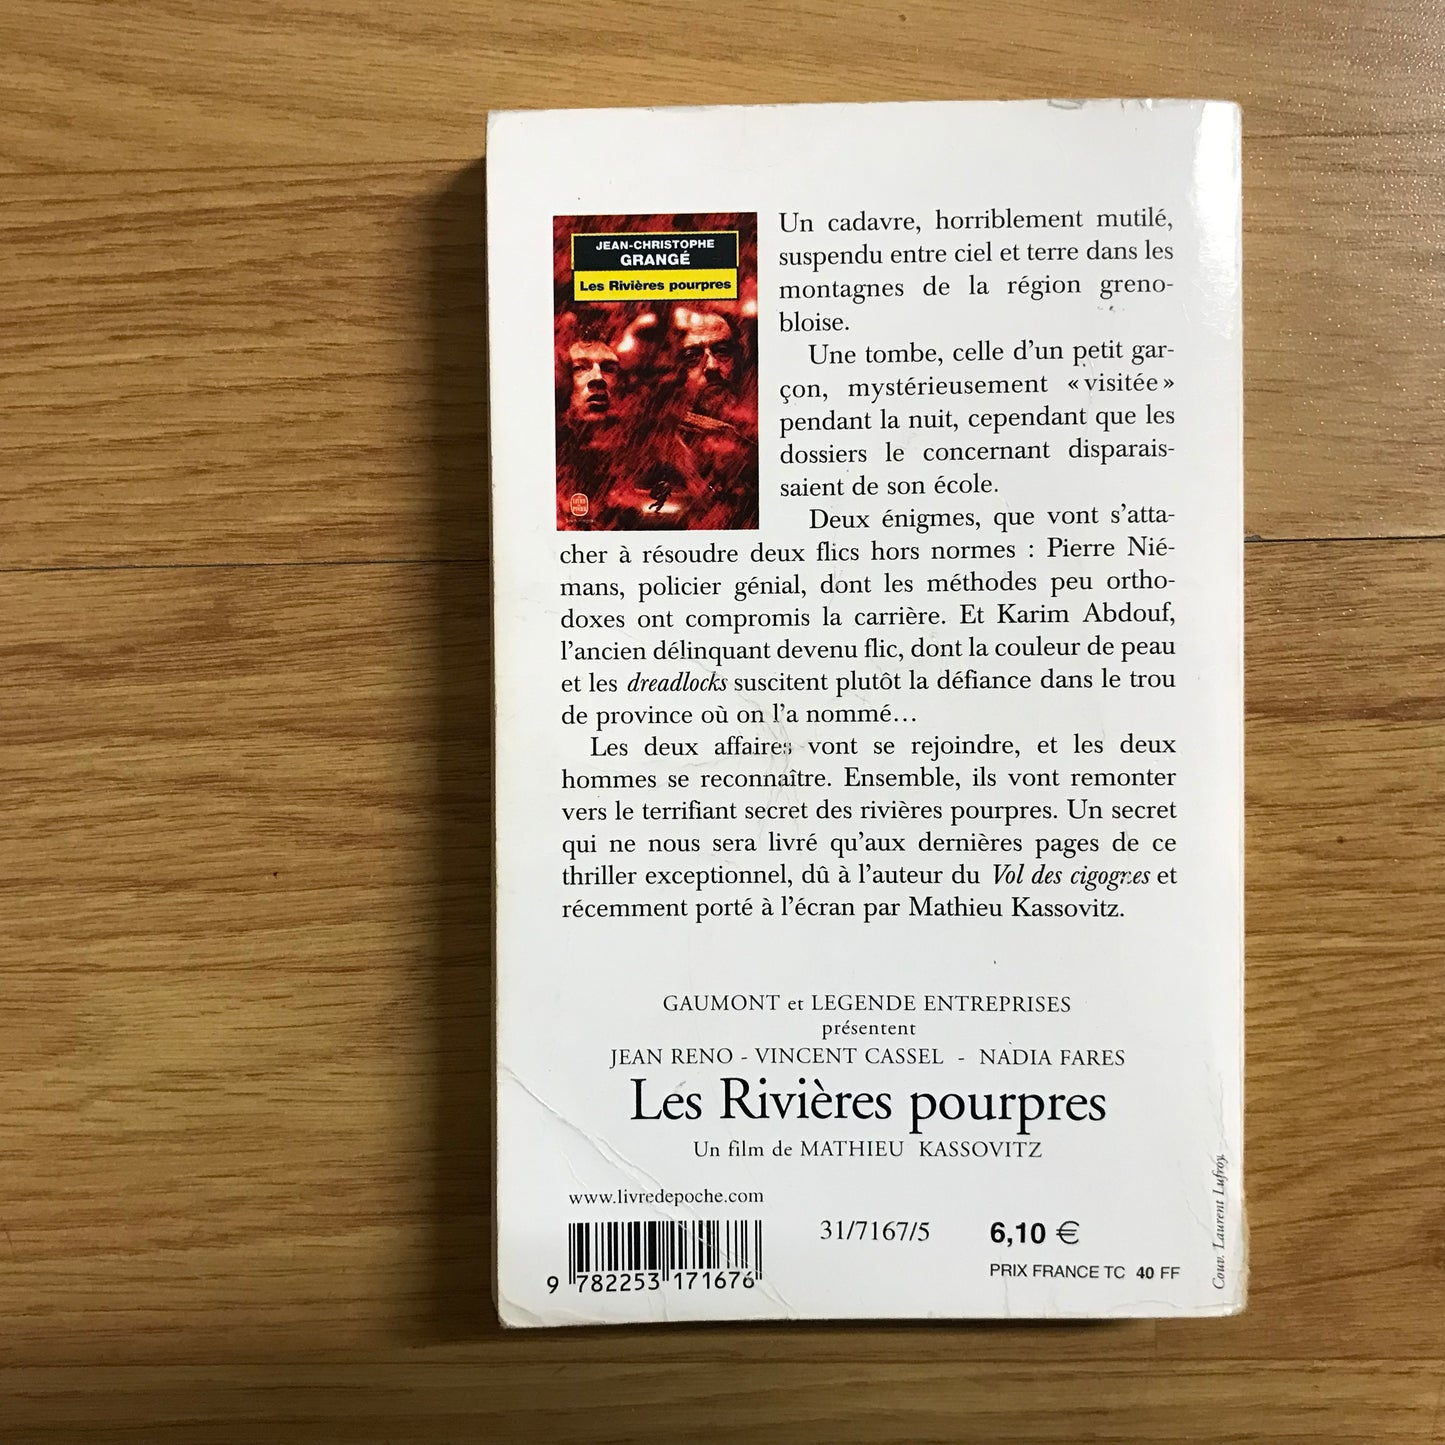 JEAN-CHRISTOPHE
GRANGÉ
Les Rivières pourpres
Un cadavre, horriblement mutilé,
suspendu entre ciel et terre dans les
montagnes de la région greno-
bloise.
Une tombe, celle d'un petit gar-
çon, mystérieusement « visitée »
pendant la nuit, cependant que les
dossiers le concernant disparais-
saient de son école.
Deux énigmes, que vont s'atta-
cher à résoudre deux flics hors normes : Pierre Nié-
mans, policier génial, dont les méthodes peu ortho-
doxes ont compromis la carrière. Et Karim Abdouf,
l'ancien délinquant devenu flic, dont la couleur de peau
et les dreadlocks suscitent plutôt la défiance dans le trou
de province où on l'a nommé…
Les deux affaires vont se rejoindre, et les deux
hommes se reconnaître. Ensemble, ils vont remonter
vers le terrifiant secret des rivières pourpres. Un secret
qui ne nous sera livré qu'aux dernières pages de ce
thriller exceptionnel, dû à l'auteur du Vol des cigognes et
récemment porté à l'écran par Mathieu Kassovitz.
GAUMONT et LEGENDE ENTREPRISES
présentent
JEAN RENO - VINCENT CASSEL - NADIA FARES
Les Rivières pourpres
Un film de MATHIEU KASSOVITZ
www.livredepoche.com
9 782253 171676
31/7167/5
6,10 €
PRIX FRANCE TC 40 FF
Couv. Laurent Lufroy.